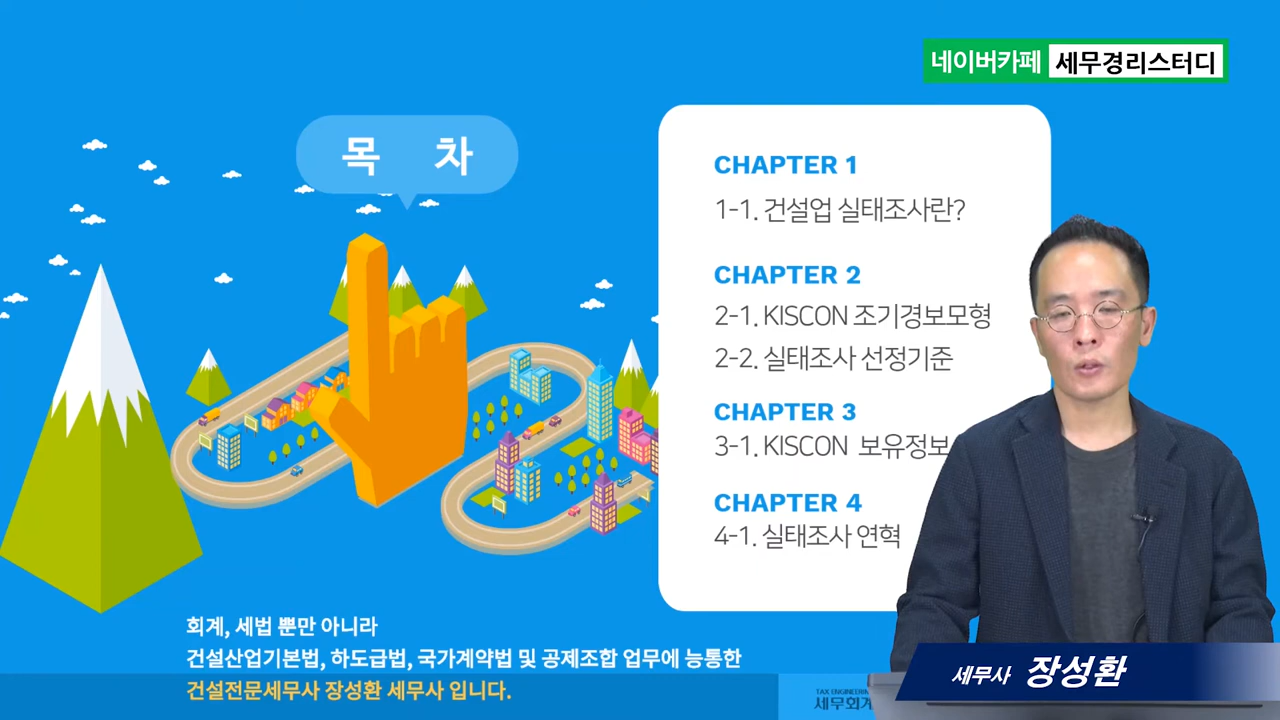 네이버카페 세무경리스터디
목 차
CHAPTER 1
1-1. 건설업 실태조사란?
CHAPTER 2
2-1. KISCON 조기경보모형
2-2. 실태조사 선정기준
CHAPTER 3
3-1. KISCON 보유정보
CHAPTER 4
4-1. 실태조사 연혁
회계, 세법 뿐만 아니라
건설산업기본법, 하도급법, 국가계약법 및 공제조합 업무에 능통한
건설전문세무사 장성환 세무사 입니다.
TAX ENGINEERIN
세무회계
세무사 장성환